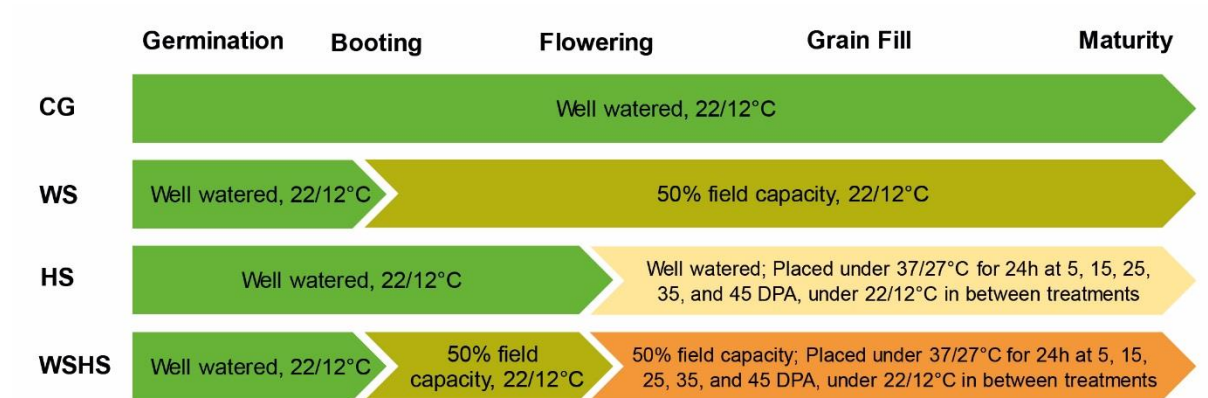 Germination Booting Flowering Grain Fill Maturity
CG
Well watered, 22/12°C
WS
Well watered, 22/12°C
50% field capacity, 22/12°C
HS
Well watered, 22/12°C
Well watered; Placed under 37/27°C for 24h at 5, 15, 25,
35, and 45 DPA, under 22/12°C in between treatments
WSHS
Well watered, 22/12°C
50% field
capacity, 22/12°C
50% field capacity; Placed under 37/27°C for 24h at 5, 15,
25, 35, and 45 DPA, under 22/12°C in between treatments